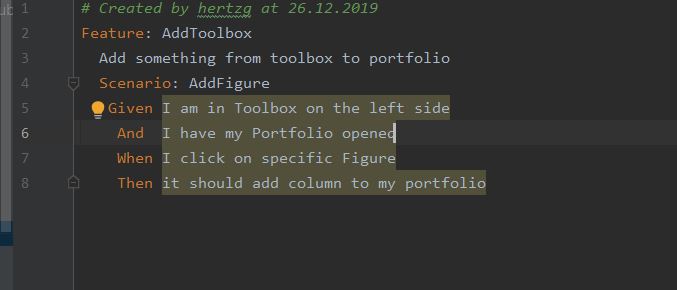 1 # Created by hertzg at 26.12.2019
2 Feature: AddToolbox
3 Add something from toolbox to portfolio
4 Scenario: AddFigure
5 Given I am in Toolbox on the left side
6 And I have my Portfolio opened
7 When I click on specific Figure
8 Then it should add column to my portfolio